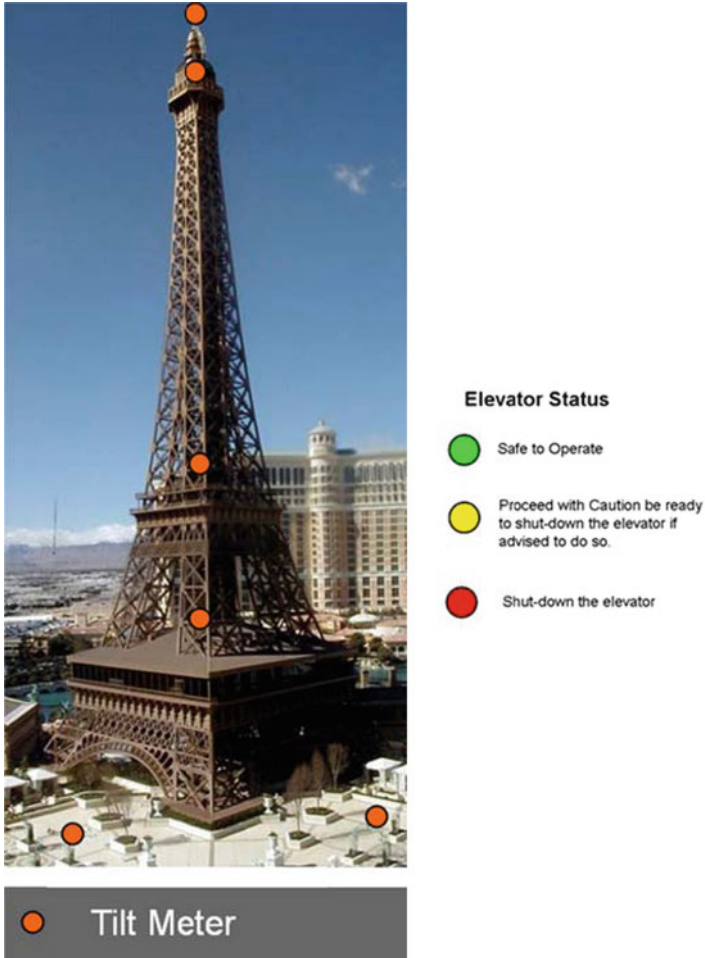 Elevator Status
Safe to Operate
Proceed with Caution be ready
to shut-down the elevator if
advised to do so.
Shut-down the elevator
Tilt Meter